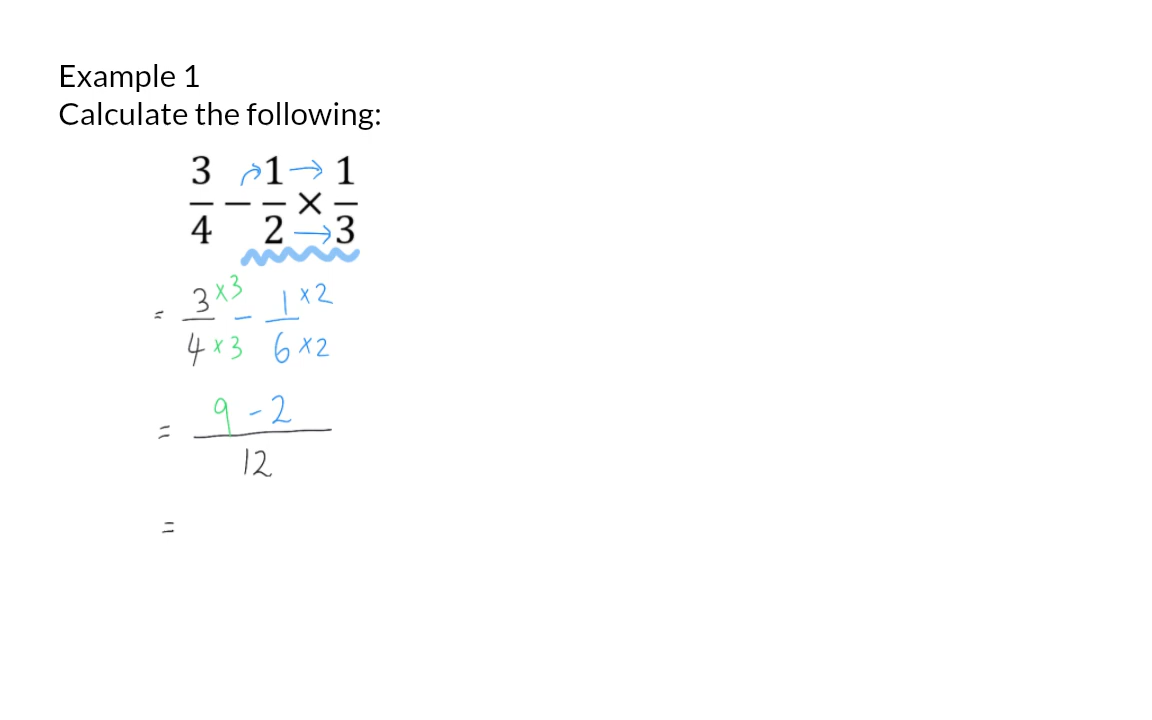 Example 1
Calculate the following:
3/4 − 1/2 × 1/3
= 3 ×3 / 4 ×3 − 1 ×2 / 6 ×2
= 9 − 2 / 12
=